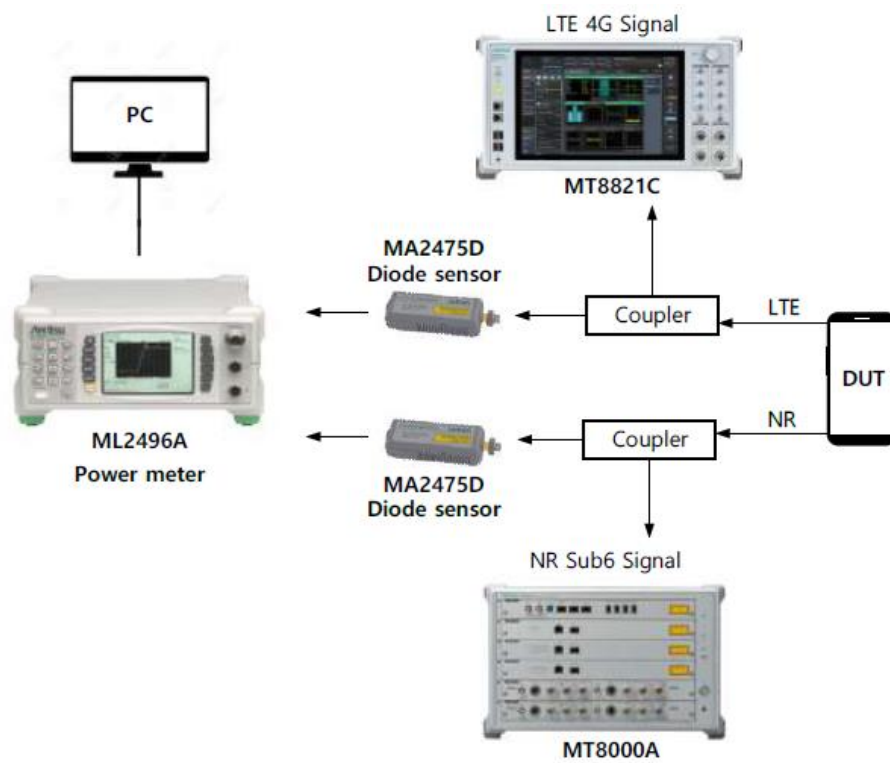 LTE 4G Signal
PC
MT8821C
MA2475D
Diode sensor
Coupler
LTE
DUT
Anritsu
ML2496A
Power meter
Coupler
NR
MA2475D
Diode sensor
NR Sub6 Signal
MT8000A